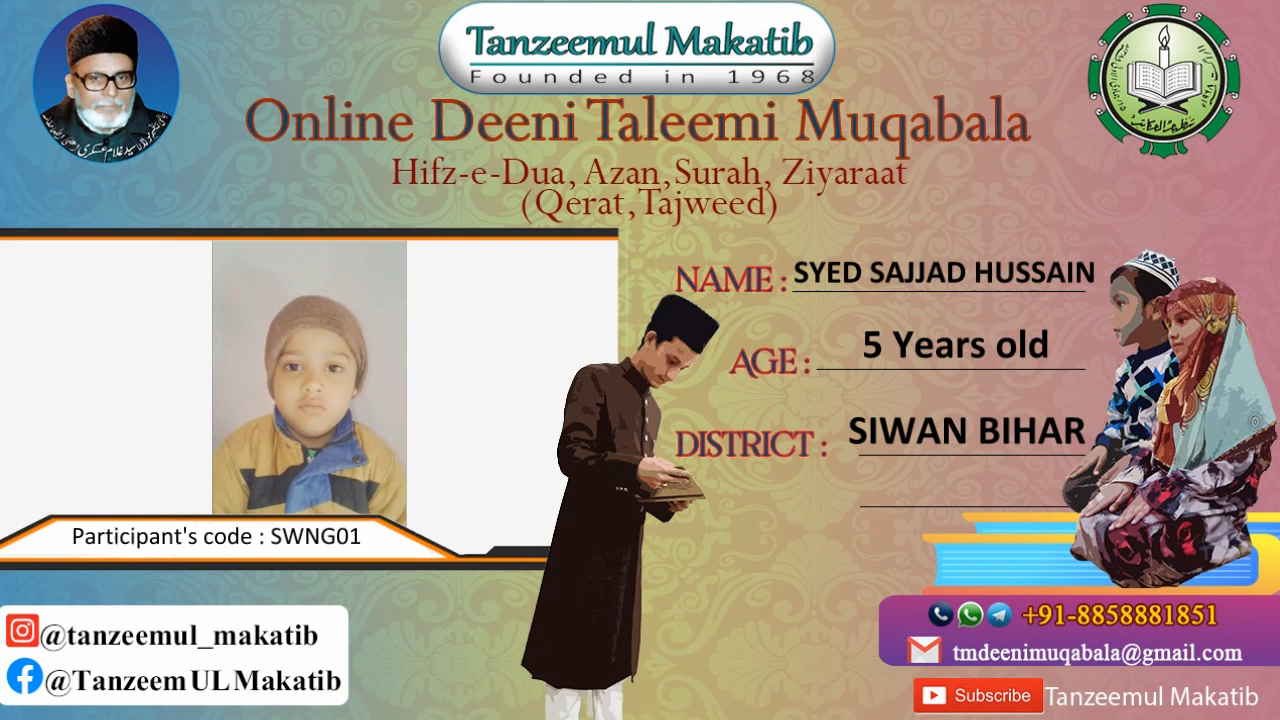 Tanzeemul Makatib
Founded in 1968
Online Deeni Taleemi Muqabala
Hifz-e-Dua, Azan, Surah, Ziyaraat
(Qerat, Tajweed)
NAME : SYED SAJJAD HUSSAIN
AGE : 5 Years old
DISTRICT : SIWAN BIHAR
Participant's code : SWNG01
@tanzeemul_makatib
@Tanzeem UL Makatib
+91-8858881851
tmdeenimuqabala@gmail.com
Subscribe Tanzeemul Makatib